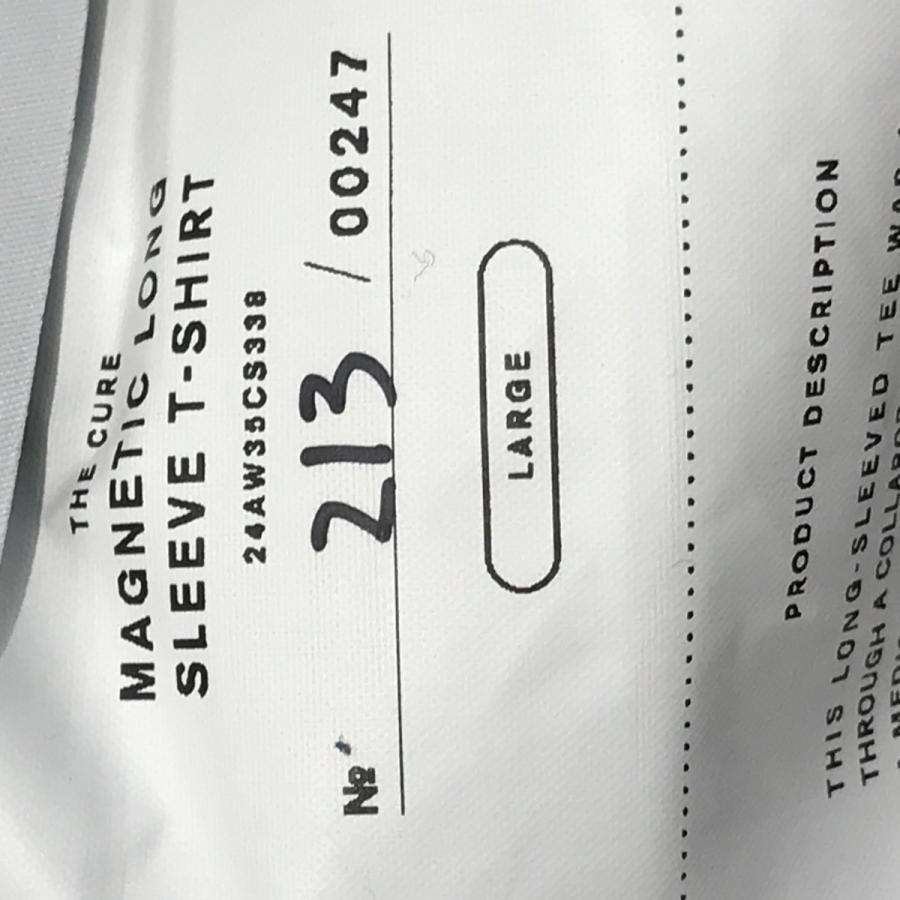 THE CURE
MAGNETIC LONG
SLEEVE T-SHIRT
24AW35CS338
№ 213 / 00247
LARGE
PRODUCT DESCRIPTION
THIS LONG-SLEEVED TEE WAS
THROUGH A COLLABOR